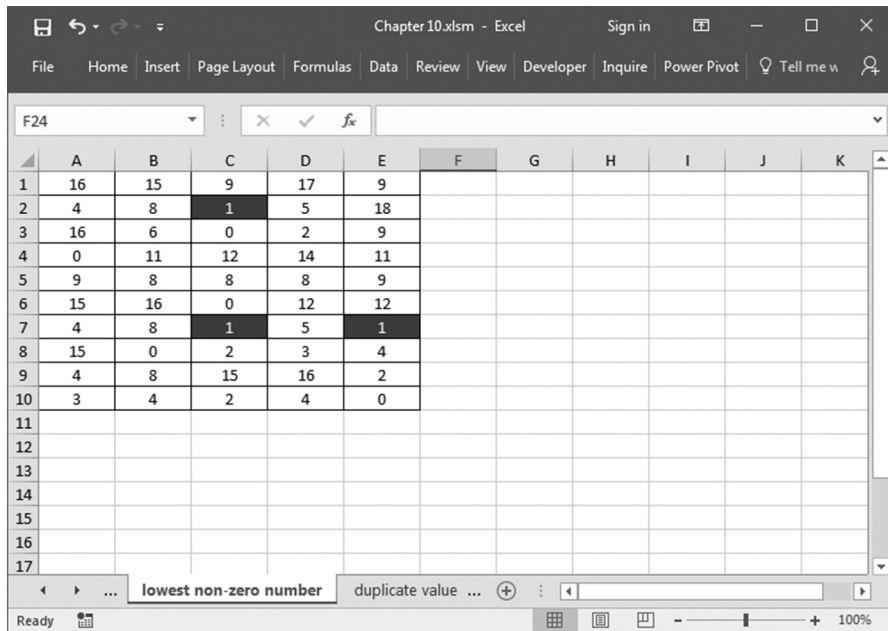 Chapter 10.xlsm - Excel Sign in
File Home Insert Page Layout Formulas Data Review View Developer Inquire Power Pivot Tell me w
F24 fx
A B C D E F G H I J K
1 16 15 9 17 9
2 4 8 1 5 18
3 16 6 0 2 9
4 0 11 12 14 11
5 9 8 8 8 9
6 15 16 0 12 12
7 4 8 1 5 1
8 15 0 2 3 4
9 4 8 15 16 2
10 3 4 2 4 0
11
12
13
14
15
16
17
... lowest non-zero number duplicate value ...
Ready 100%